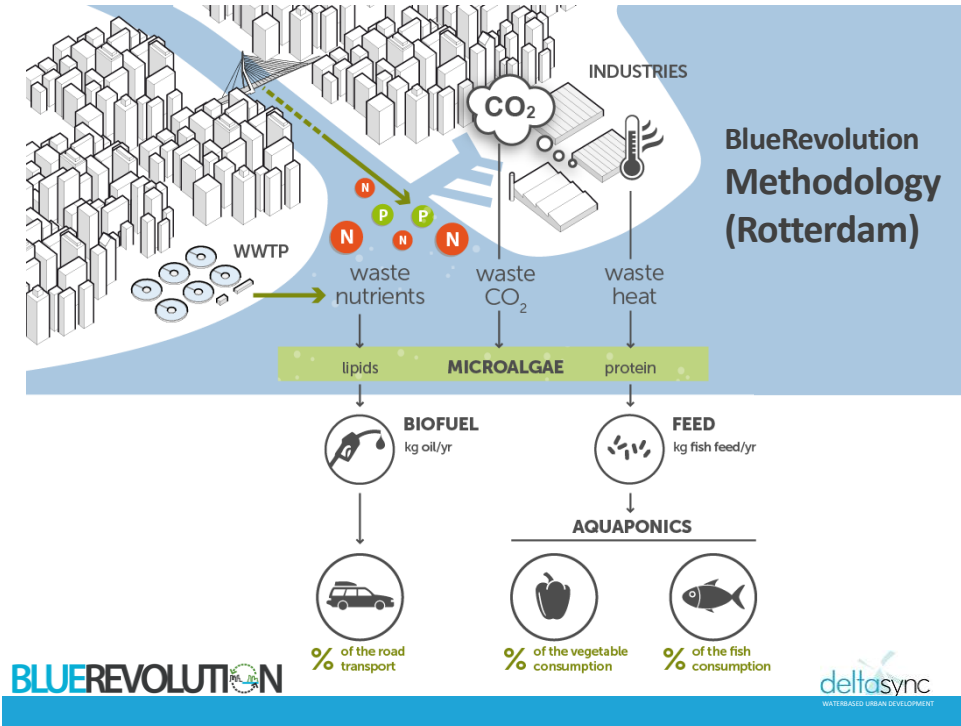 INDUSTRIES
CO2
BlueRevolution
Methodology
(Rotterdam)
N
P
P
N
N
N
WWTP
waste
nutrients
waste
CO2
waste
heat
lipids
MICROALGAE
protein
BIOFUEL
kg oil/yr
FEED
kg fish feed/yr
AQUAPONICS
% of the road
transport
% of the vegetable
consumption
% of the fish
consumption
BLUEREVOLUTION
deltasync
WATERBASED URBAN DEVELOPMENT